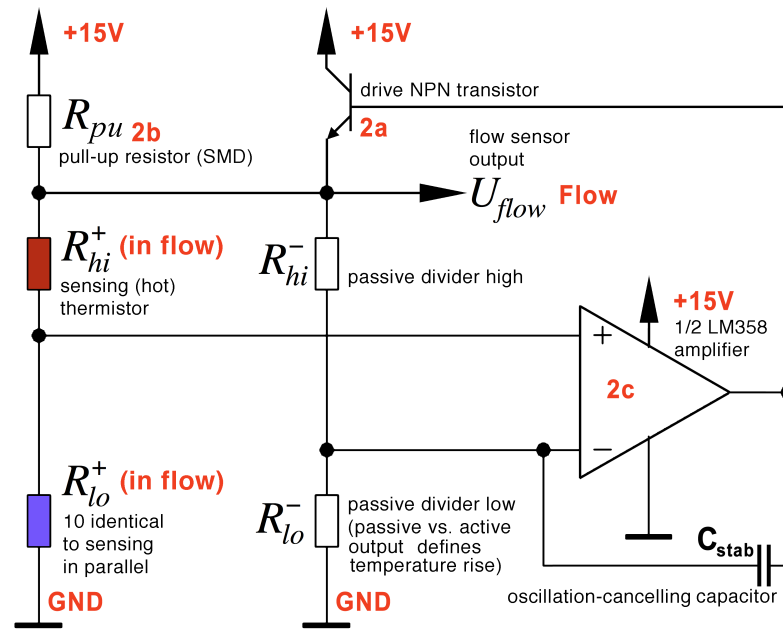 +15V
+15V
drive NPN transistor
R_pu 2b
2a
pull-up resistor (SMD)
flow sensor
output
U_flow Flow
R_hi^+ (in flow)
sensing (hot)
thermistor
R_hi^-
passive divider high
+15V
1/2 LM358
amplifier
+
2c
−
R_lo^+ (in flow)
10 identical
to sensing
in parallel
R_lo^-
passive divider low
(passive vs. active
output defines
temperature rise)
C_stab
oscillation-cancelling capacitor
GND
GND